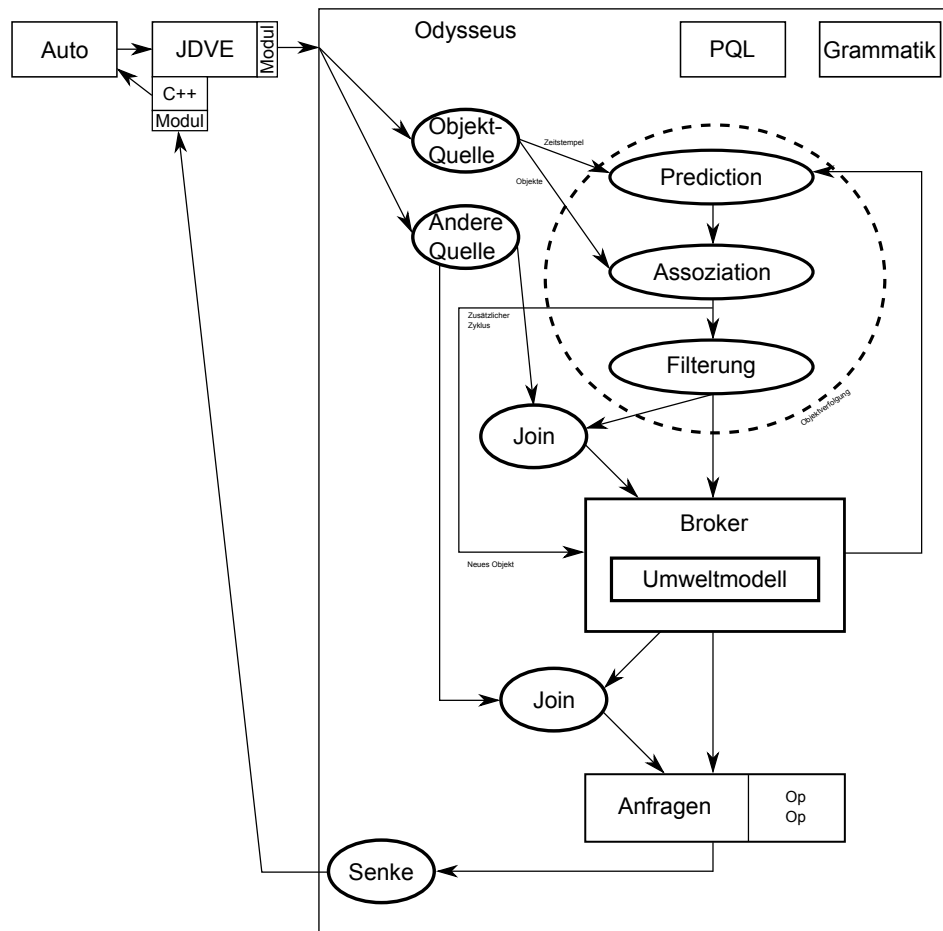 Odysseus
Auto
JDVE
Modul
PQL
Grammatik
C++
Modul
Objekt-
Quelle
Zeitstempel
Objekte
Prediction
Andere
Quelle
Assoziation
Zusätzlicher
Zyklus
Filterung
Objektverfolgung
Join
Broker
Neues Objekt
Umweltmodell
Join
Anfragen
Op
Op
Senke